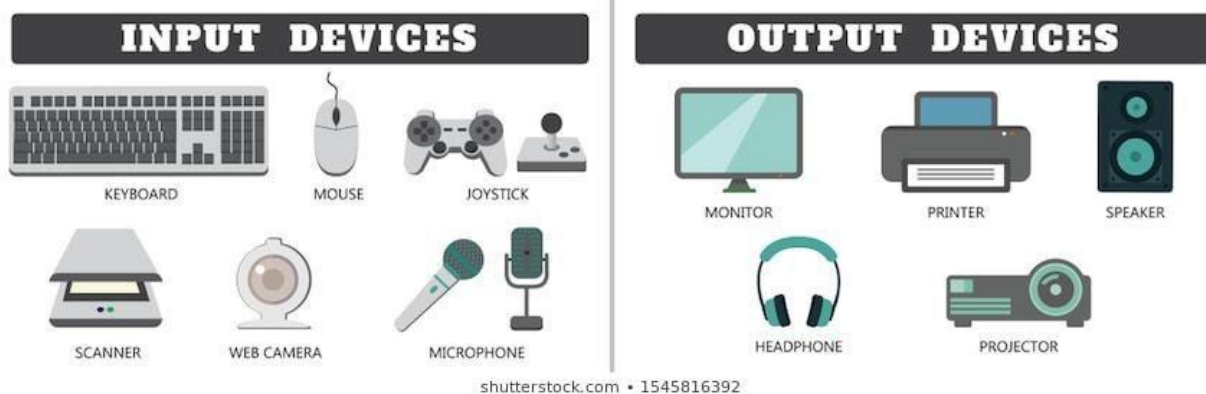 INPUT DEVICES
KEYBOARD
MOUSE
JOYSTICK
SCANNER
WEB CAMERA
MICROPHONE
OUTPUT DEVICES
MONITOR
PRINTER
SPEAKER
HEADPHONE
PROJECTOR
shutterstock.com • 1545816392